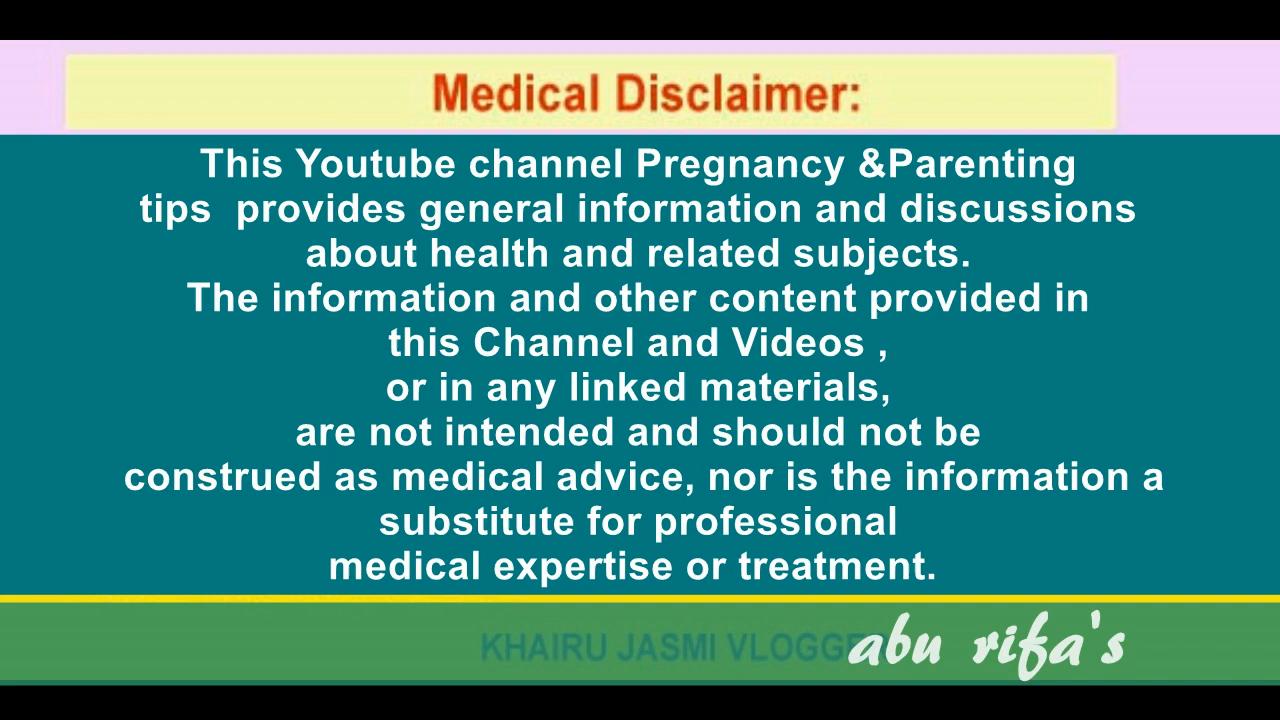 Medical Disclaimer:
This Youtube channel Pregnancy &Parenting
tips  provides general information and discussions
about health and related subjects.
The information and other content provided in
this Channel and Videos ,
or in any linked materials,
are not intended and should not be
construed as medical advice, nor is the information a
substitute for professional
medical expertise or treatment.
KHAIRU JASMI
abu rifa's